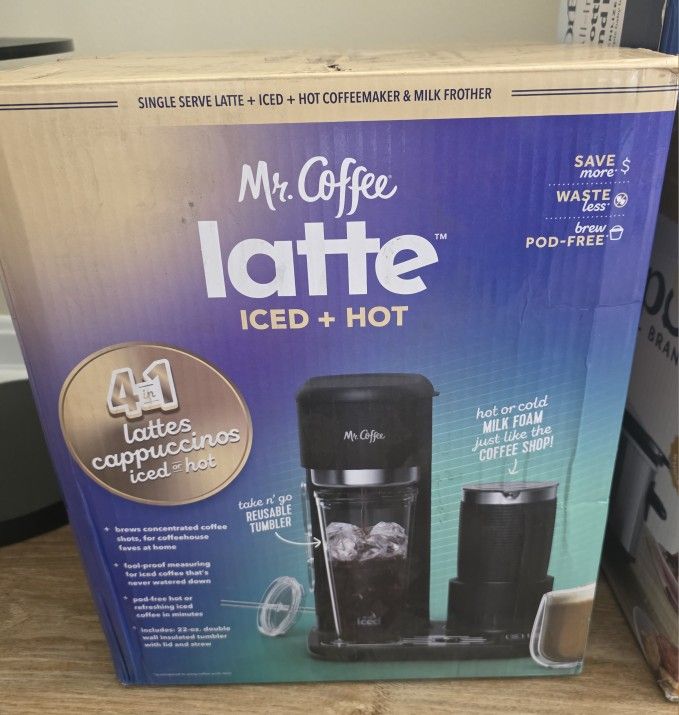 SINGLE SERVE LATTE + ICED + HOT COFFEEMAKER & MILK FROTHER
Mr. Coffee
latte™
ICED + HOT
SAVE
more $
WASTE
less
brew
POD-FREE
4 in 1
lattes
cappuccinos
iced or hot
Mr. Coffee
hot or cold
MILK FOAM
just like the
COFFEE SHOP!
take n' go
REUSABLE
TUMBLER
+ brews concentrated coffee
shots, for coffeehouse
faves at home
+ fool-proof measuring
for iced coffee that's
never watered down
+ pod-free hot or
refreshing iced
coffee in minutes
+ includes: 22-oz. double
wall insulated tumbler
with lid and straw
iced
BRAN